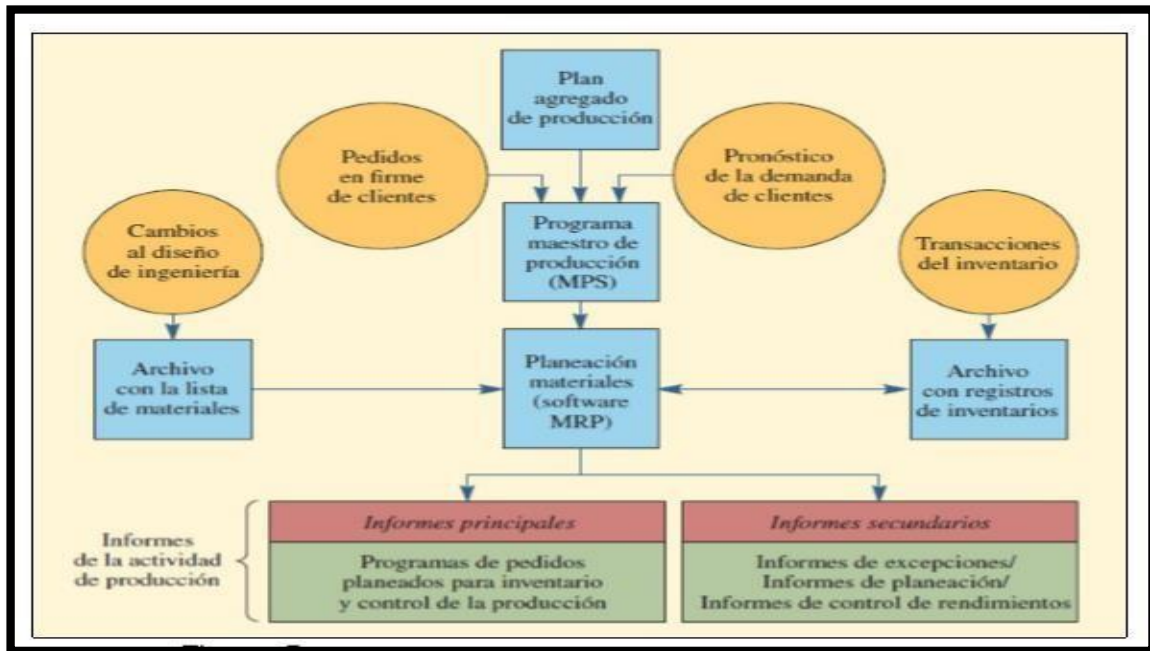 Plan
agregado
de producción
Pedidos
en firme
de clientes
Pronóstico
de la demanda
de clientes
Cambios
al diseño
de ingeniería
Programa
maestro de
producción
(MPS)
Transacciones
del inventario
Archivo
con la lista
de materiales
Planeación
materiales
(software
MRP)
Archivo
con registros
de inventarios
Informes
de la actividad
de producción
Informes principales
Programas de pedidos
planeados para inventario
y control de la producción
Informes secundarios
Informes de excepciones/
Informes de planeación/
Informes de control de rendimientos